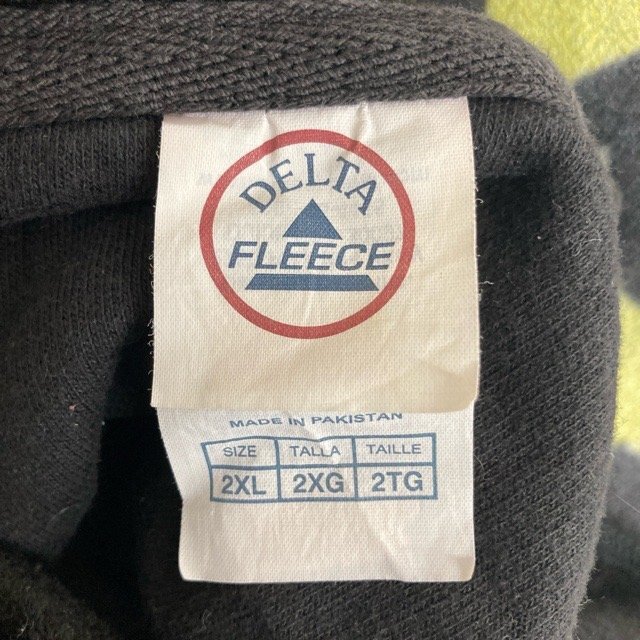 DELTA
FLEECE
MADE IN PAKISTAN
SIZE TALLA TAILLE
2XL 2XG 2TG